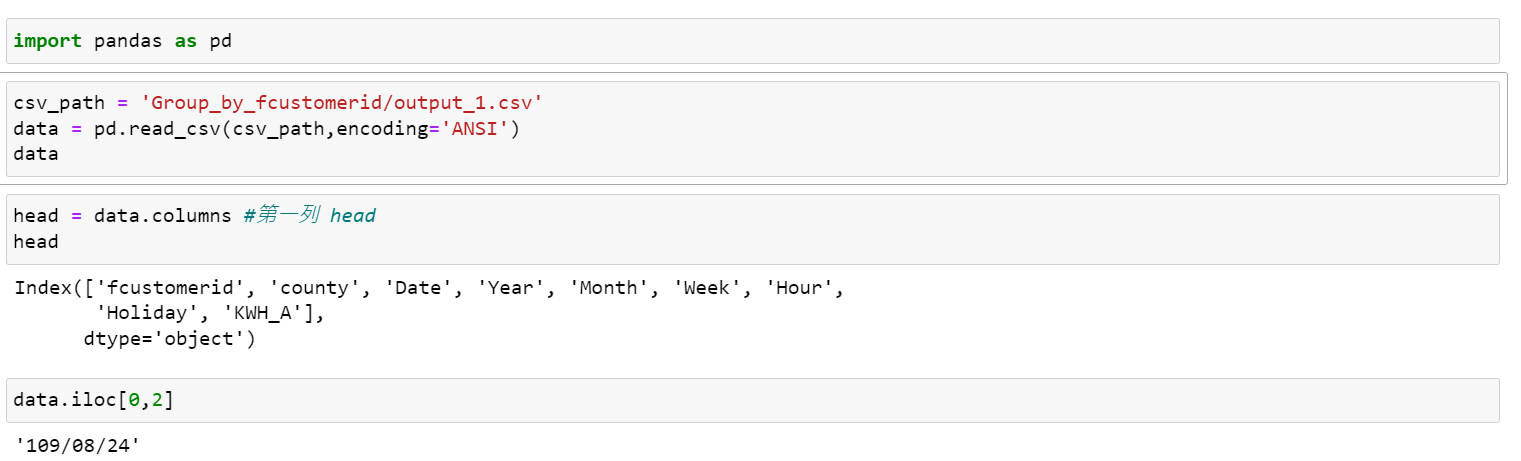 import pandas as pd
csv_path = 'Group_by_fcustomerid/output_1.csv'
data = pd.read_csv(csv_path,encoding='ANSI')
data
head = data.columns #第一列 head
head
Index(['fcustomerid', 'county', 'Date', 'Year', 'Month', 'Week', 'Hour',
'Holiday', 'KWH_A'],
dtype='object')
data.iloc[0,2]
'109/08/24'